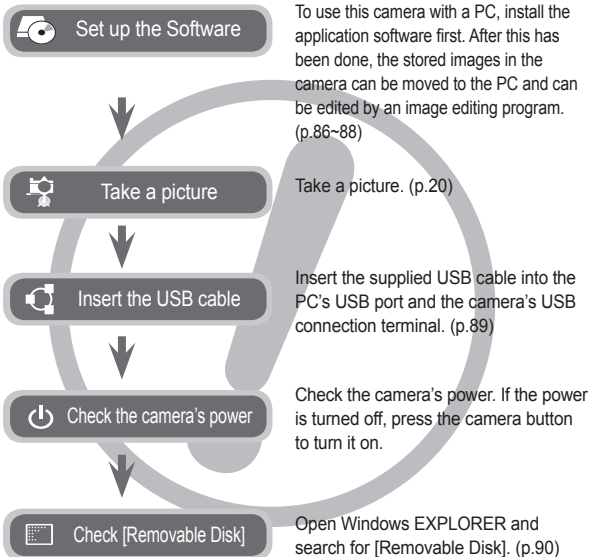 Set up the Software
To use this camera with a PC, install the
application software first. After this has
been done, the stored images in the
camera can be moved to the PC and can
be edited by an image editing program.
(p.86~88)
Take a picture
Take a picture. (p.20)
Insert the USB cable
Insert the supplied USB cable into the
PC's USB port and the camera's USB
connection terminal. (p.89)
Check the camera's power
Check the camera's power. If the power
is turned off, press the camera button
to turn it on.
Check [Removable Disk]
Open Windows EXPLORER and
search for [Removable Disk]. (p.90)